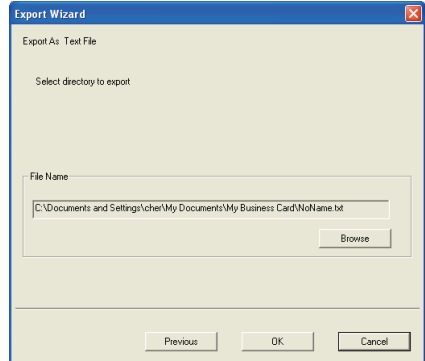 Export Wizard
Export As Text File
Select directory to export
File Name
C:\Documents and Settings\cher\My Documents\My Business Card\NoName.txt
Browse
Previous OK Cancel